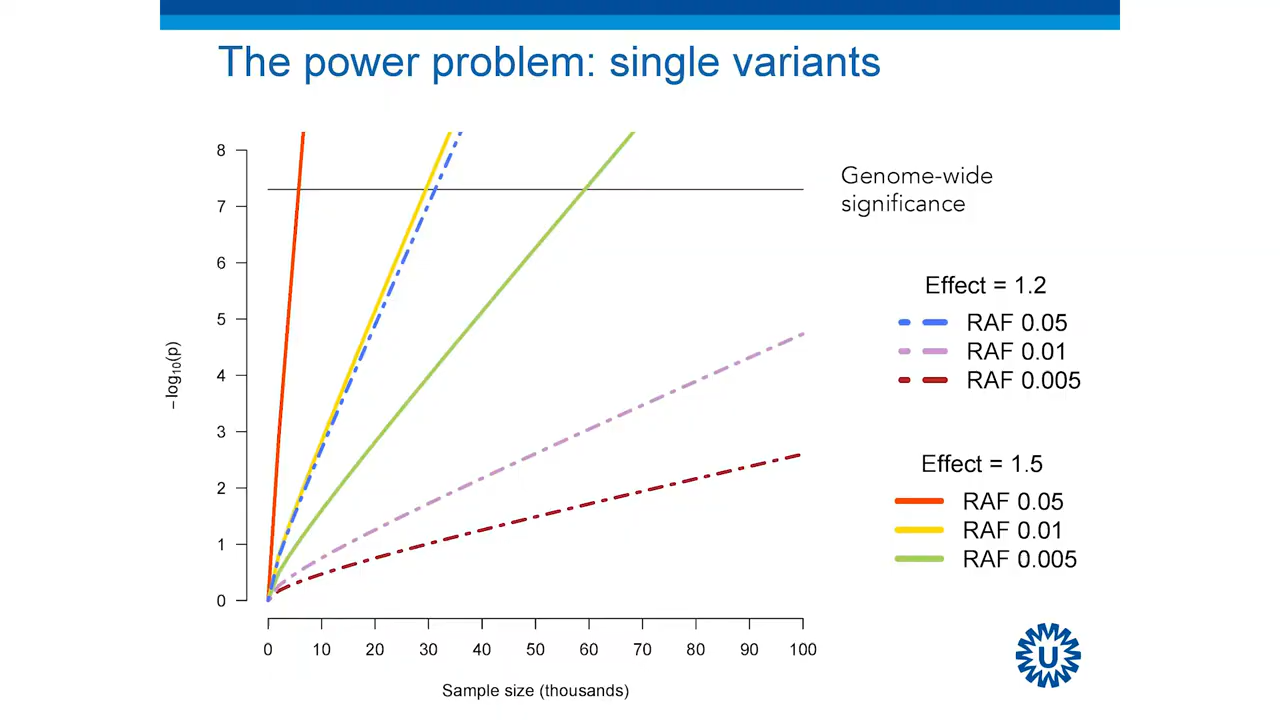 The power problem: single variants
8
7
6
5
4
3
2
1
0
−log10(p)
0 10 20 30 40 50 60 70 80 90 100
Sample size (thousands)
Genome-wide
significance
Effect = 1.2
RAF 0.05
RAF 0.01
RAF 0.005
Effect = 1.5
RAF 0.05
RAF 0.01
RAF 0.005
U